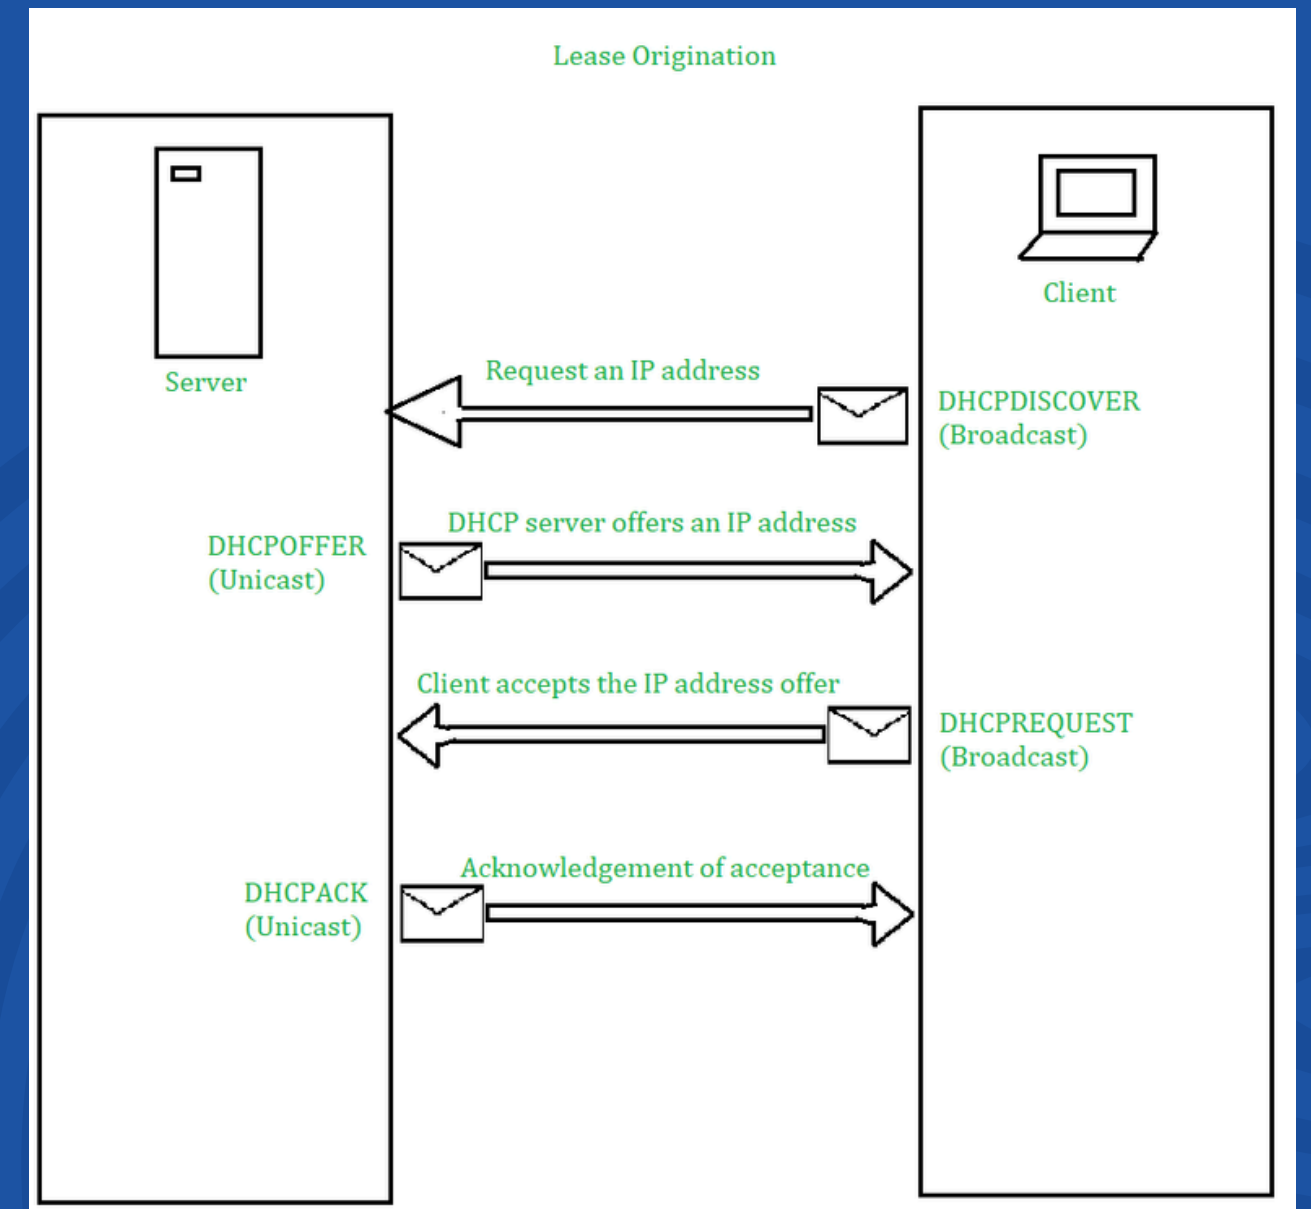 Lease Origination
Server
Client
Request an IP address
DHCPDISCOVER
(Broadcast)
DHCP server offers an IP address
DHCPOFFER
(Unicast)
Client accepts the IP address offer
DHCPREQUEST
(Broadcast)
Acknowledgement of acceptance
DHCPACK
(Unicast)